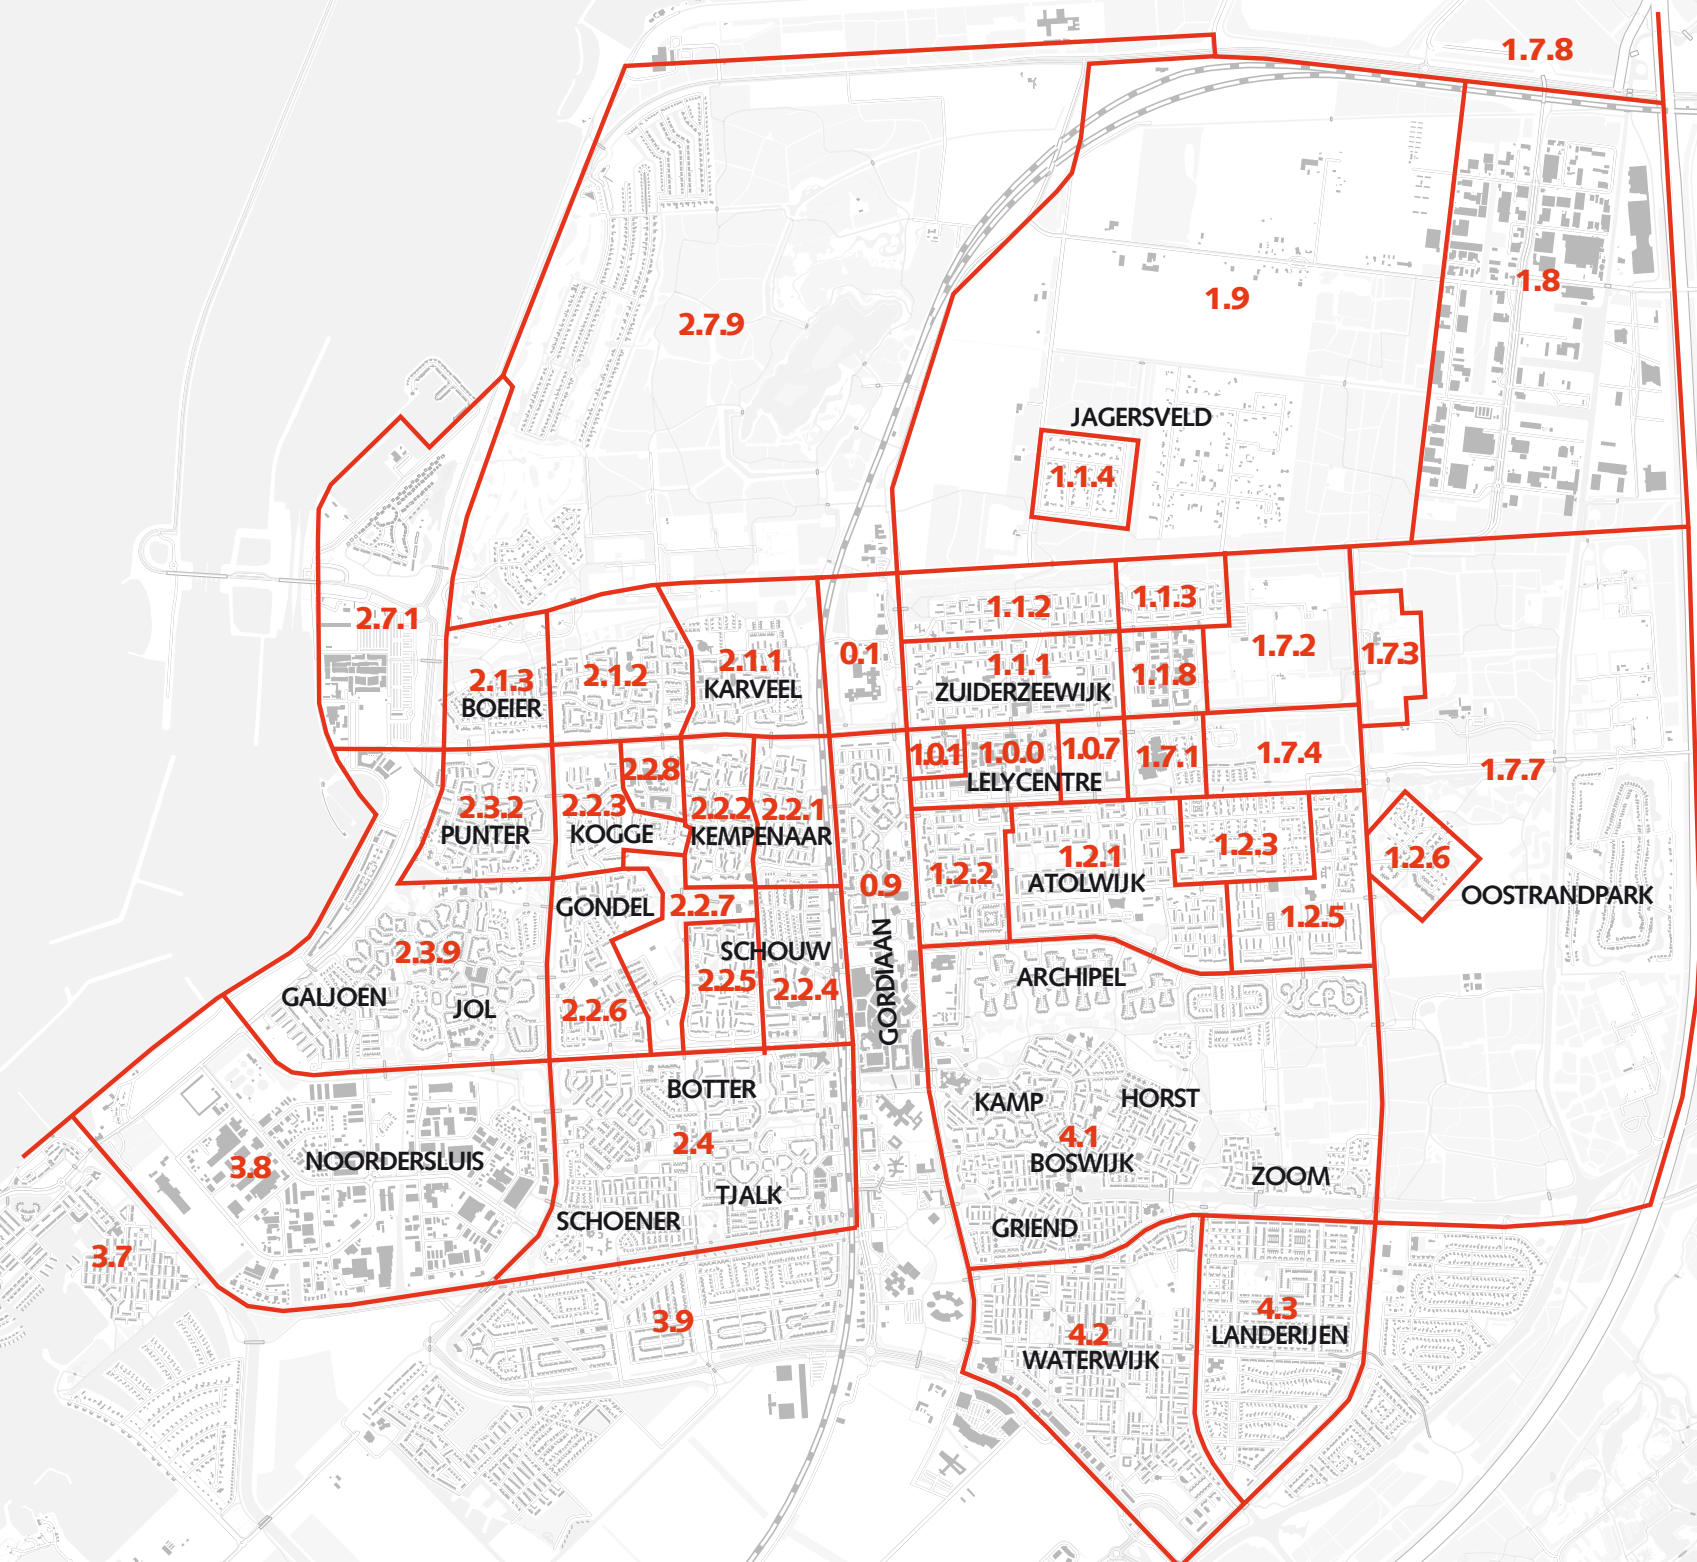 1.7.8
1.8
1.9
2.7.9
JAGERSVELD
1.1.4
2.7.1
1.1.2
1.1.3
1.7.2
1.7.3
0.1
2.1.1
KARVEEL
2.1.2
2.1.3
BOEIER
1.1.1
ZUIDERZEEWIJK
1.1.8
1.0.1
1.0.0
1.0.7
LELYCENTRE
1.7.1
1.7.4
1.7.7
2.2.8
2.3.2
PUNTER
2.2.3
KOGGE
2.2.2
2.2.1
KEMPENAAR
1.2.2
1.2.1
ATOLWIJK
1.2.3
1.2.6
OOSTRANDPARK
0.9
GONDEL
2.2.7
1.2.5
2.3.9
GALJOEN
JOL
2.2.6
SCHOUW
2.2.5
2.2.4
GORDIAAN
ARCHIPEL
BOTTER
2.4
TJALK
SCHOENER
KAMP
HORST
4.1
BOSWIJK
ZOOM
GRIEND
3.8
NOORDERSLUIS
3.7
3.9
4.2
WATERWIJK
4.3
LANDERIJEN